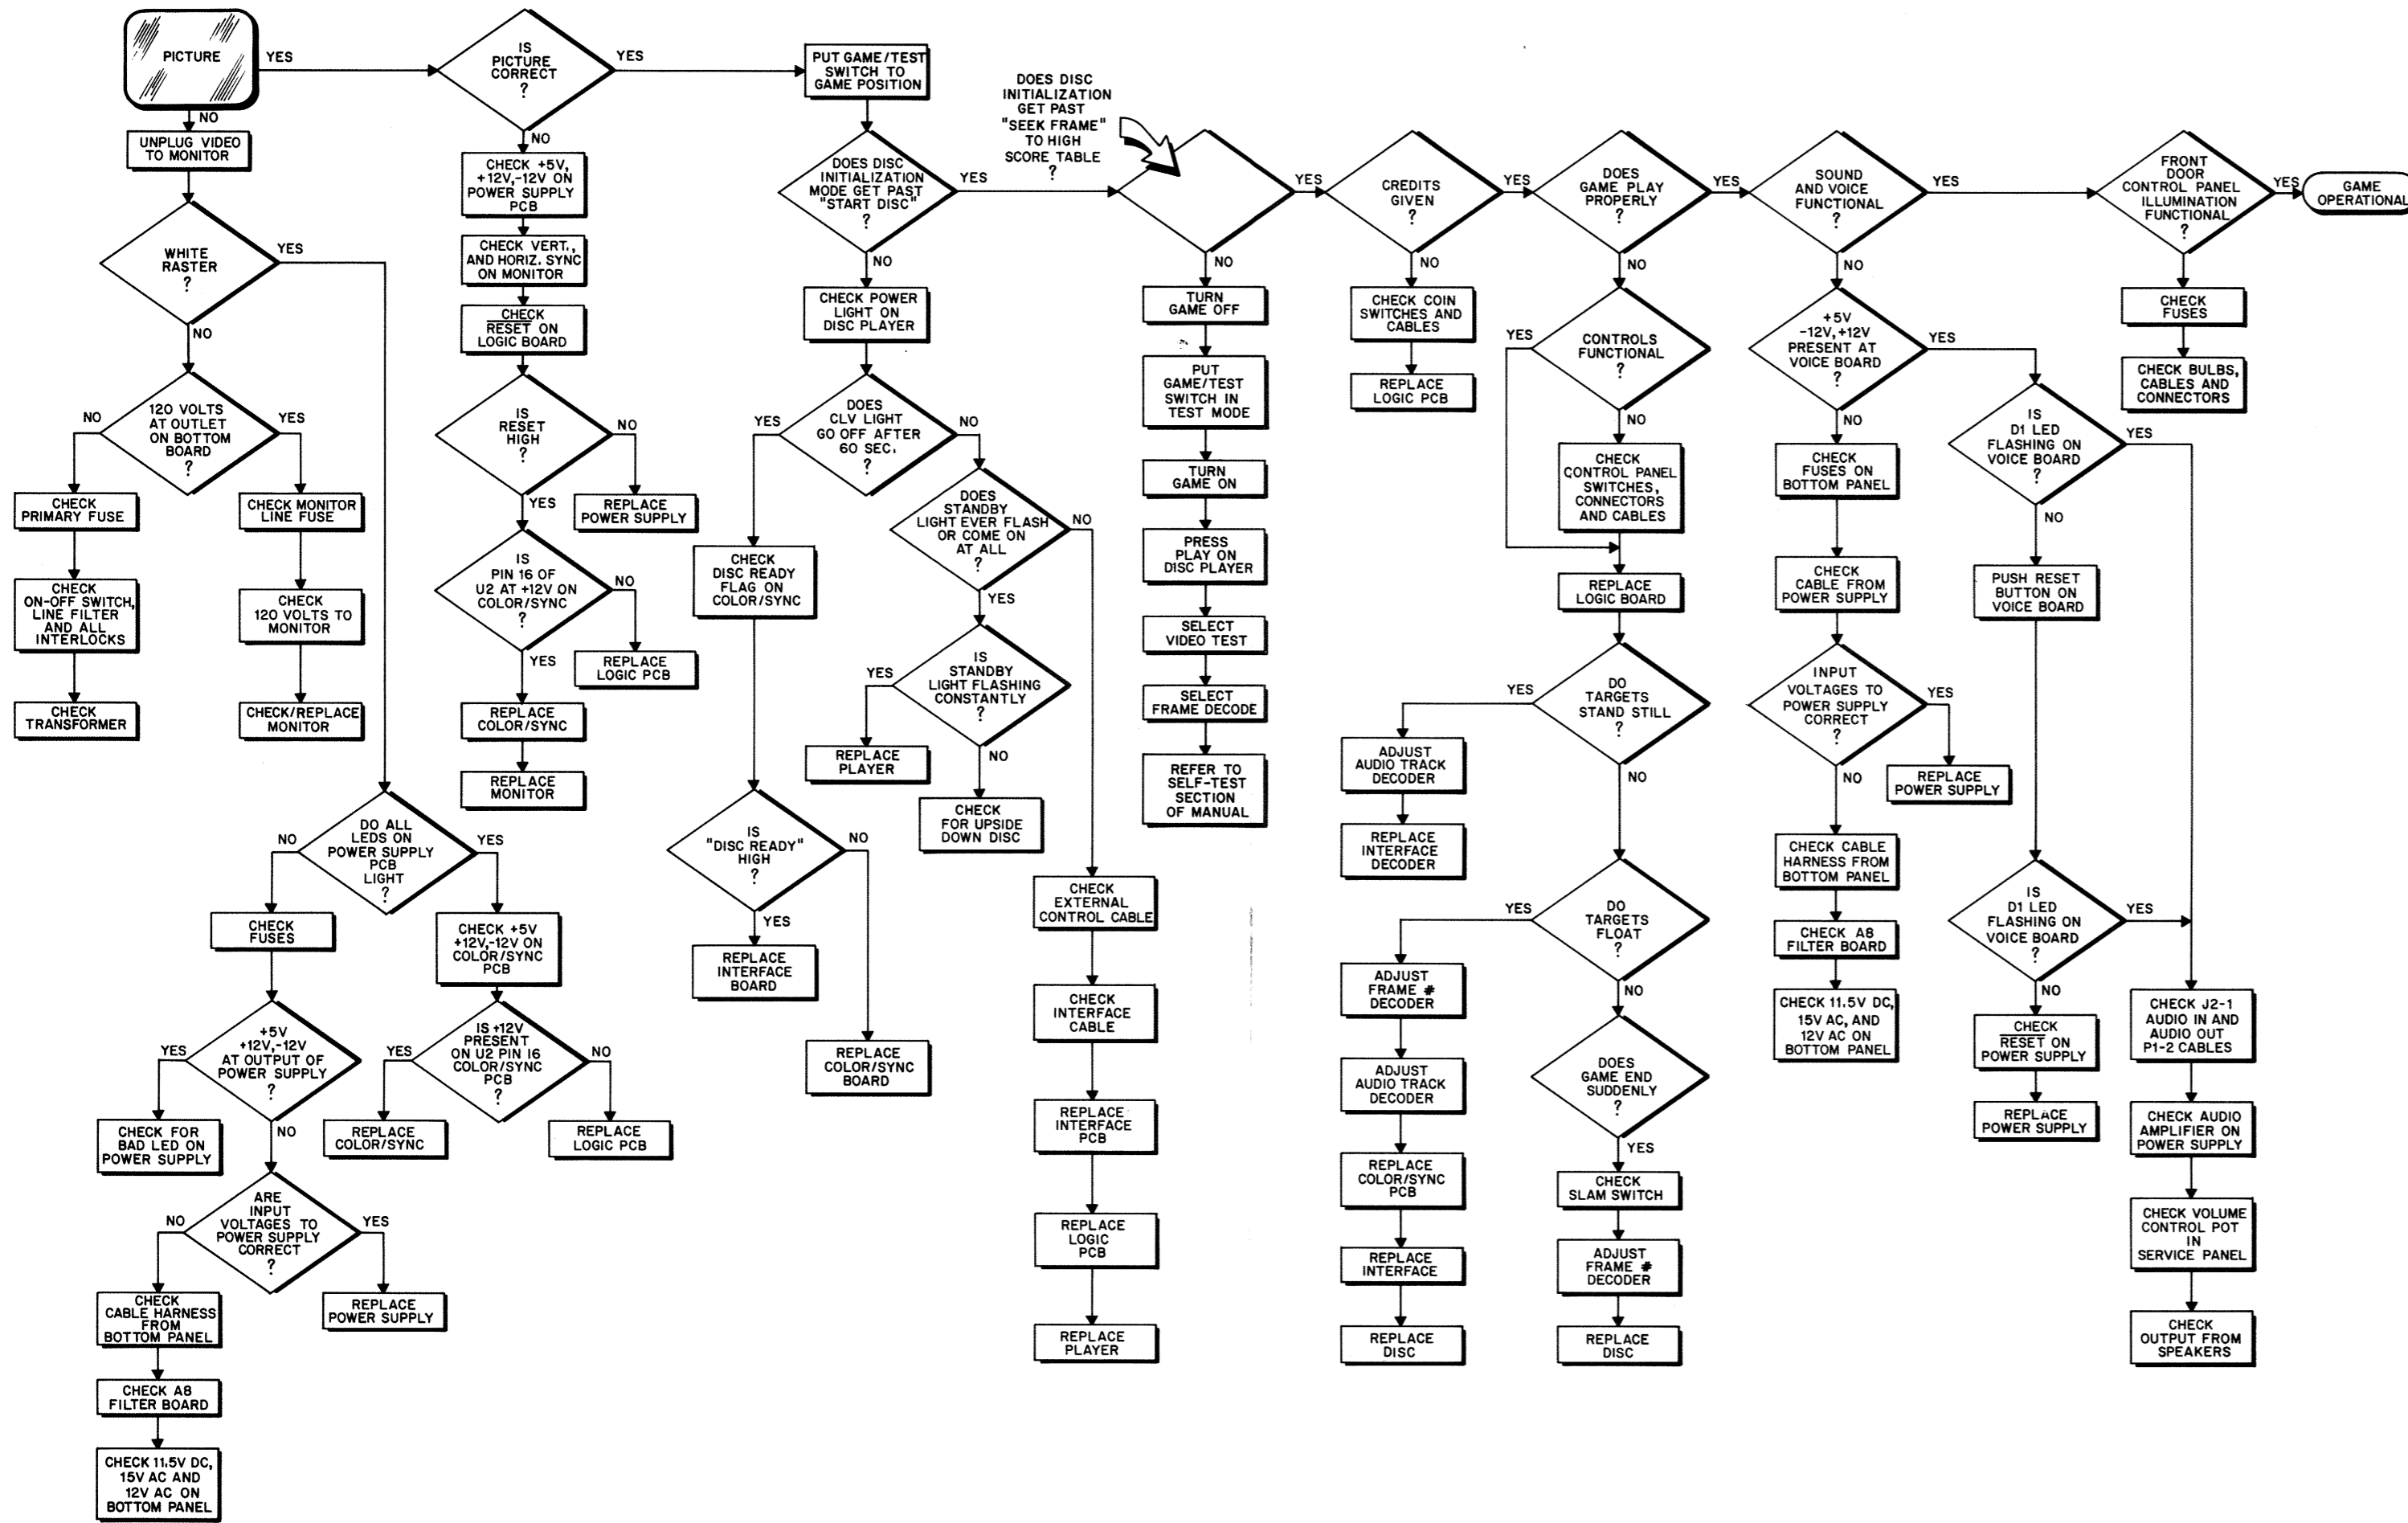 PICTURE
YES
NO
UNPLUG VIDEO
TO MONITOR
WHITE
RASTER
?
YES
NO
120 VOLTS
AT OUTLET
ON BOTTOM
BOARD
?
NO
YES
CHECK
PRIMARY FUSE
CHECK
ON-OFF SWITCH,
LINE FILTER
AND ALL
INTERLOCKS
CHECK
TRANSFORMER
CHECK MONITOR
LINE FUSE
CHECK
120 VOLTS TO
MONITOR
CHECK/REPLACE
MONITOR
DO ALL
LEDS ON
POWER SUPPLY
PCB
LIGHT
?
NO
YES
CHECK
FUSES
+5V
+12V,-12V
AT OUTPUT OF
POWER SUPPLY
?
YES
NO
CHECK FOR
BAD LED ON
POWER SUPPLY
ARE
INPUT
VOLTAGES TO
POWER SUPPLY
CORRECT
?
NO
YES
CHECK
CABLE HARNESS
FROM
BOTTOM PANEL
CHECK A8
FILTER BOARD
CHECK 11.5V DC,
15V AC AND
12V AC ON
BOTTOM PANEL
REPLACE
POWER SUPPLY
CHECK +5V
+12V,-12V ON
COLOR/SYNC
PCB
IS +12V
PRESENT
ON U2 PIN 16
COLOR/SYNC
PCB
?
YES
NO
REPLACE
COLOR/SYNC
REPLACE
LOGIC PCB
IS
PICTURE
CORRECT
?
YES
NO
CHECK +5V,
+12V,-12V ON
POWER SUPPLY
PCB
CHECK VERT.,
AND HORIZ. SYNC
ON MONITOR
CHECK
RESET ON
LOGIC BOARD
IS
RESET
HIGH
?
NO
YES
REPLACE
POWER SUPPLY
IS
PIN 16 OF
U2 AT +12V ON
COLOR/SYNC
?
NO
YES
REPLACE
LOGIC PCB
REPLACE
COLOR/SYNC
REPLACE
MONITOR
PUT GAME/TEST
SWITCH TO
GAME POSITION
DOES DISC
INITIALIZATION
MODE GET PAST
"START DISC"
?
YES
NO
CHECK POWER
LIGHT ON
DISC PLAYER
DOES
CLV LIGHT
GO OFF AFTER
60 SEC.
?
YES
NO
CHECK
DISC READY
FLAG ON
COLOR/SYNC
IS
"DISC READY"
HIGH
?
NO
YES
REPLACE
INTERFACE
BOARD
REPLACE
COLOR/SYNC
BOARD
DOES
STANDBY
LIGHT EVER FLASH
OR COME ON
AT ALL
?
NO
YES
IS
STANDBY
LIGHT FLASHING
CONSTANTLY
?
YES
NO
REPLACE
PLAYER
CHECK
FOR UPSIDE
DOWN DISC
CHECK
EXTERNAL
CONTROL CABLE
CHECK
INTERFACE
CABLE
REPLACE
INTERFACE
PCB
REPLACE
LOGIC
PCB
REPLACE
PLAYER
DOES DISC
INITIALIZATION
GET PAST
"SEEK FRAME"
TO HIGH
SCORE TABLE
?
YES
NO
TURN
GAME OFF
PUT
GAME/TEST
SWITCH IN
TEST MODE
TURN
GAME ON
PRESS
PLAY ON
DISC PLAYER
SELECT
VIDEO TEST
SELECT
FRAME DECODE
REFER TO
SELF-TEST
SECTION
OF MANUAL
CREDITS
GIVEN
?
YES
NO
CHECK COIN
SWITCHES AND
CABLES
REPLACE
LOGIC PCB
DOES
GAME PLAY
PROPERLY
?
YES
NO
CONTROLS
FUNCTIONAL
?
YES
NO
CHECK
CONTROL PANEL
SWITCHES,
CONNECTORS
AND CABLES
REPLACE
LOGIC BOARD
DO
TARGETS
STAND STILL
?
YES
NO
ADJUST
AUDIO TRACK
DECODER
REPLACE
INTERFACE
DECODER
DO
TARGETS
FLOAT
?
YES
NO
ADJUST
FRAME #
DECODER
ADJUST
AUDIO TRACK
DECODER
REPLACE
COLOR/SYNC
PCB
REPLACE
INTERFACE
REPLACE
DISC
DOES
GAME END
SUDDENLY
?
YES
CHECK
SLAM SWITCH
ADJUST
FRAME #
DECODER
REPLACE
DISC
SOUND
AND VOICE
FUNCTIONAL
?
YES
NO
+5V
-12V,+12V
PRESENT AT
VOICE BOARD
?
YES
NO
CHECK
FUSES ON
BOTTOM PANEL
CHECK
CABLE FROM
POWER SUPPLY
INPUT
VOLTAGES TO
POWER SUPPLY
CORRECT
?
YES
NO
REPLACE
POWER SUPPLY
CHECK CABLE
HARNESS FROM
BOTTOM PANEL
CHECK A8
FILTER BOARD
CHECK 11.5V DC,
15V AC, AND
12V AC ON
BOTTOM PANEL
IS
D1 LED
FLASHING ON
VOICE BOARD
?
YES
NO
PUSH RESET
BUTTON ON
VOICE BOARD
IS
D1 LED
FLASHING ON
VOICE BOARD
?
YES
NO
CHECK
RESET ON
POWER SUPPLY
REPLACE
POWER SUPPLY
CHECK J2-1
AUDIO IN AND
AUDIO OUT
P1-2 CABLES
CHECK AUDIO
AMPLIFIER ON
POWER SUPPLY
CHECK VOLUME
CONTROL POT
IN
SERVICE PANEL
CHECK
OUTPUT FROM
SPEAKERS
FRONT
DOOR
CONTROL PANEL
ILLUMINATION
FUNCTIONAL
?
YES
NO
CHECK
FUSES
CHECK BULBS,
CABLES AND
CONNECTORS
GAME
OPERATIONAL